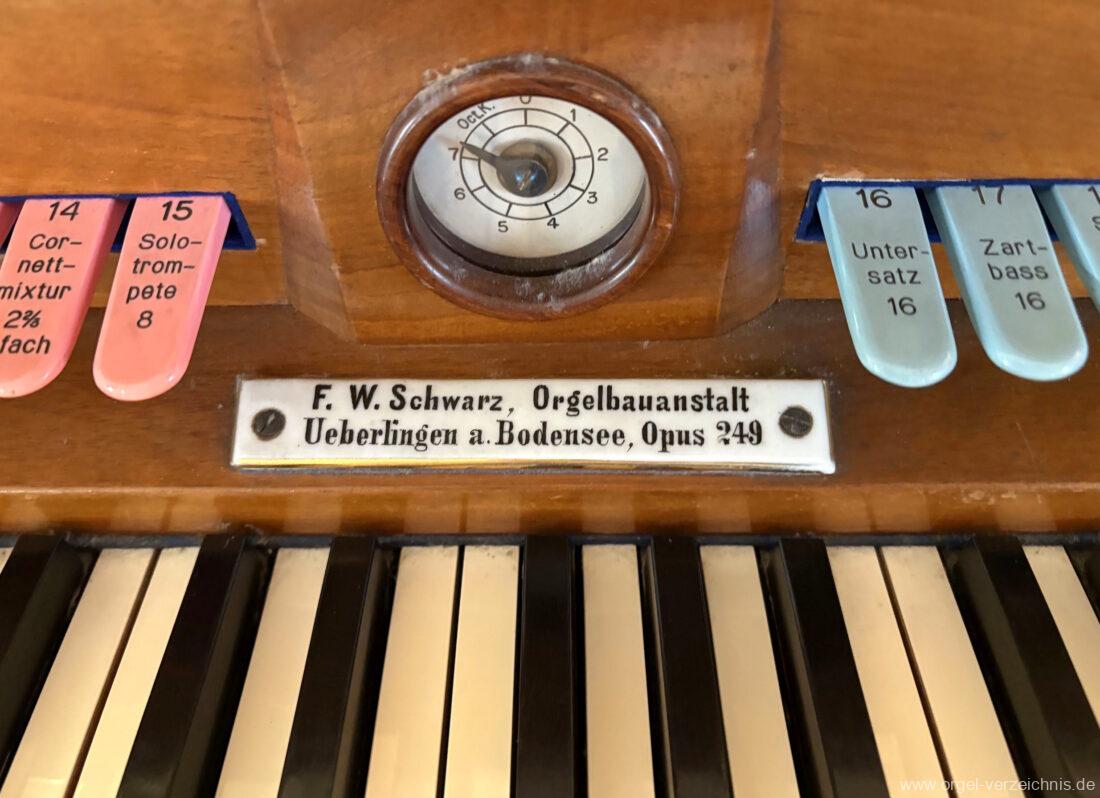 14
Cor-
nett-
mixtur
2⅔
fach
15
Solo-
trom-
pete
8
Oct.K.
0
1
2
3
4
5
6
7
16
Unter-
satz
16
17
Zart-
bass
16
F. W. Schwarz, Orgelbauanstalt
Ueberlingen a. Bodensee, Opus 249
www.orgel-verzeichnis.de